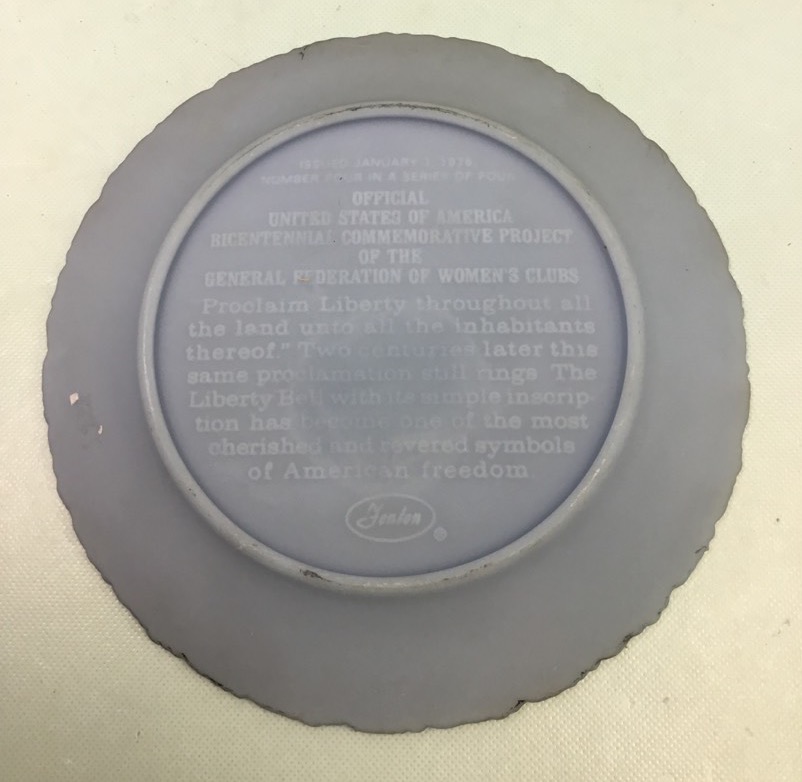 ISSUED JANUARY 1, 1976
NUMBER FOUR IN A SERIES OF FOUR
OFFICIAL
UNITED STATES OF AMERICA
BICENTENNIAL COMMEMORATIVE PROJECT
OF THE
GENERAL FEDERATION OF WOMEN'S CLUBS
Proclaim Liberty throughout all
the land unto all the inhabitants
thereof." Two centuries later this
same proclamation still rings The
Liberty Bell with its simple inscrip-
tion has become one of the most
cherished and revered symbols
of American freedom
Fenton ®